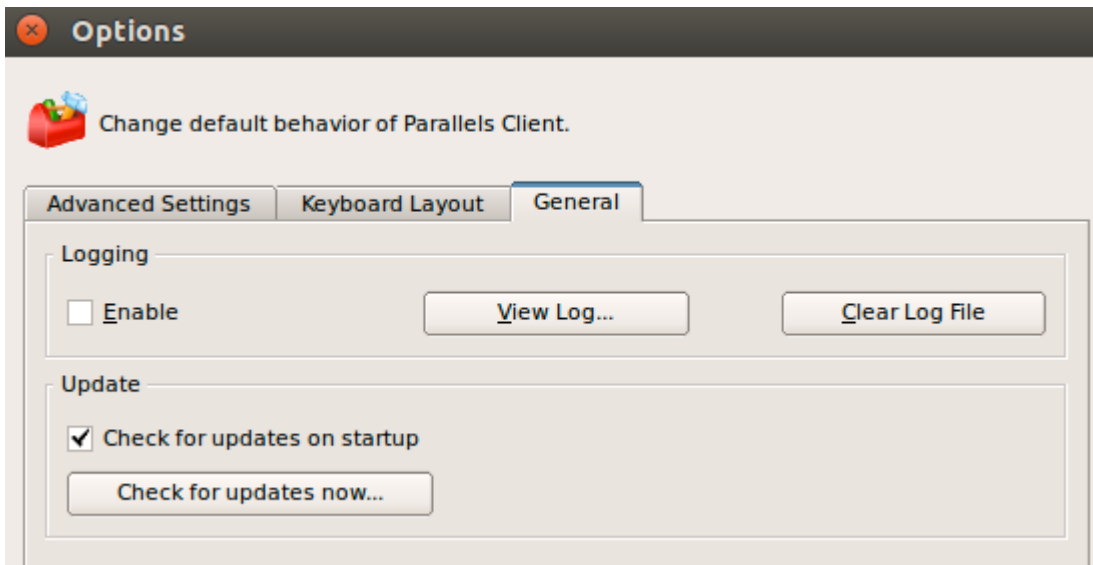 Options
Change default behavior of Parallels Client.
Advanced Settings Keyboard Layout General
Logging
Enable View Log... Clear Log File
Update
Check for updates on startup
Check for updates now...